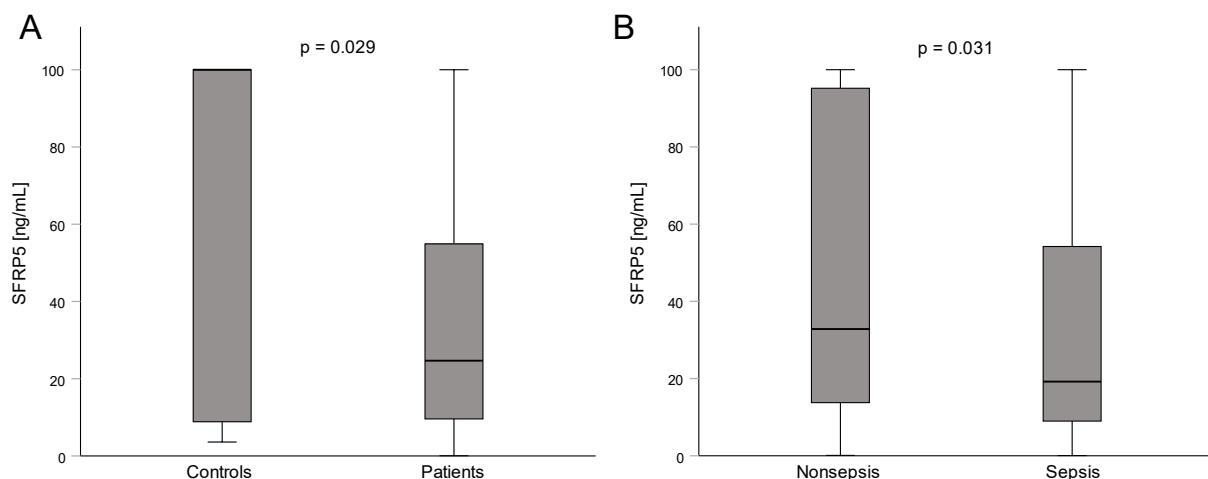 A
p = 0.029
SFRP5 [ng/mL]
100
80
60
40
20
0
Controls
Patients
B
p = 0.031
SFRP5 [ng/mL]
100
80
60
40
20
0
Nonsepsis
Sepsis